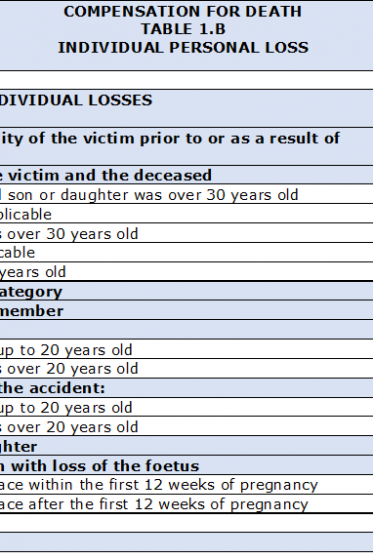 COMPENSATION FOR DEATH
TABLE 1.B
INDIVIDUAL PERSONAL LOSS
DIVIDUAL LOSSES
ity of the victim prior to or as a result of
e victim and the deceased
son or daughter was over 30 years old
plicable
s over 30 years old
cable
years old
ategory
member
up to 20 years old
s over 20 years old
the accident:
up to 20 years old
s over 20 years old
ghter
n with loss of the foetus
ace within the first 12 weeks of pregnancy
ace after the first 12 weeks of pregnancy